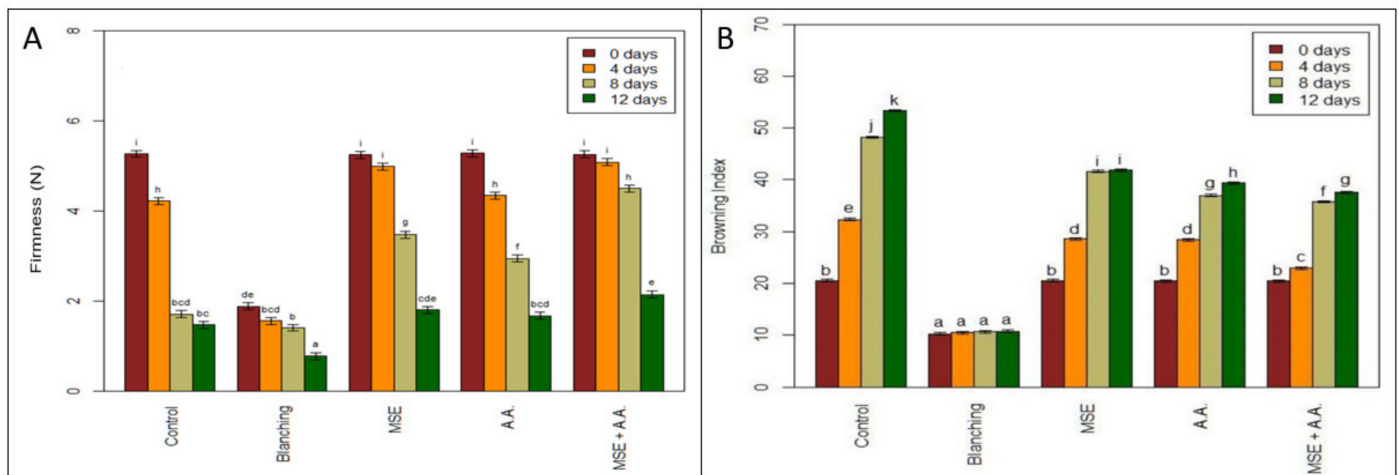 A
Firmness (N)
8
6
4
2
0
0 days
4 days
8 days
12 days
i h bcd bc
de bcd b a
i i g cde
i h f bcd
i i h e
Control
Blanching
MSE
A.A.
MSE + A.A.
B
Browning Index
70
60
50
40
30
20
10
0
0 days
4 days
8 days
12 days
b e j k
a a a a
b d i i
b d g h
b c f g
Control
Blanching
MSE
A.A.
MSE + A.A.